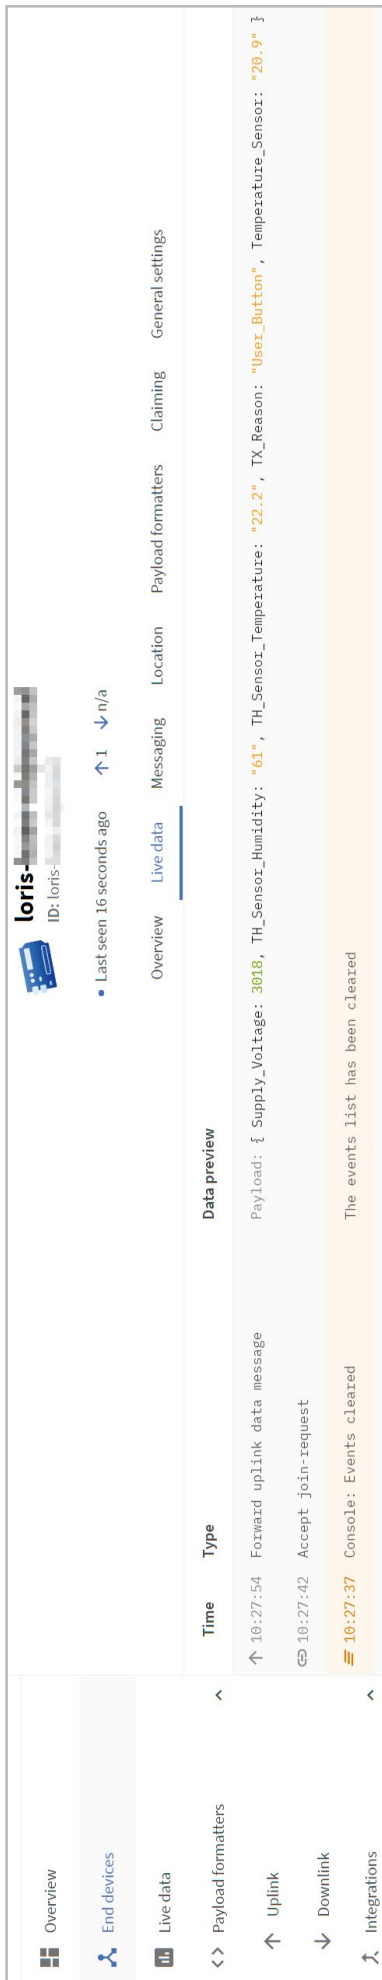 Overview
End devices
Live data
Payload formatters
Uplink
Downlink
Integrations
loris-
ID: loris-
Last seen 16 seconds ago 1 n/a
Overview Live data Messaging Location Payload formatters Claiming General settings
Time Type Data preview
10:27:54 Forward uplink data message Payload: { Supply_Voltage: 3018, TH_Sensor_Humidity: "61", TH_Sensor_Temperature: "22.2", TX_Reason: "User_Button", Temperature_Sensor: "20.9" }
10:27:42 Accept join-request
10:27:37 Console: Events cleared The events list has been cleared